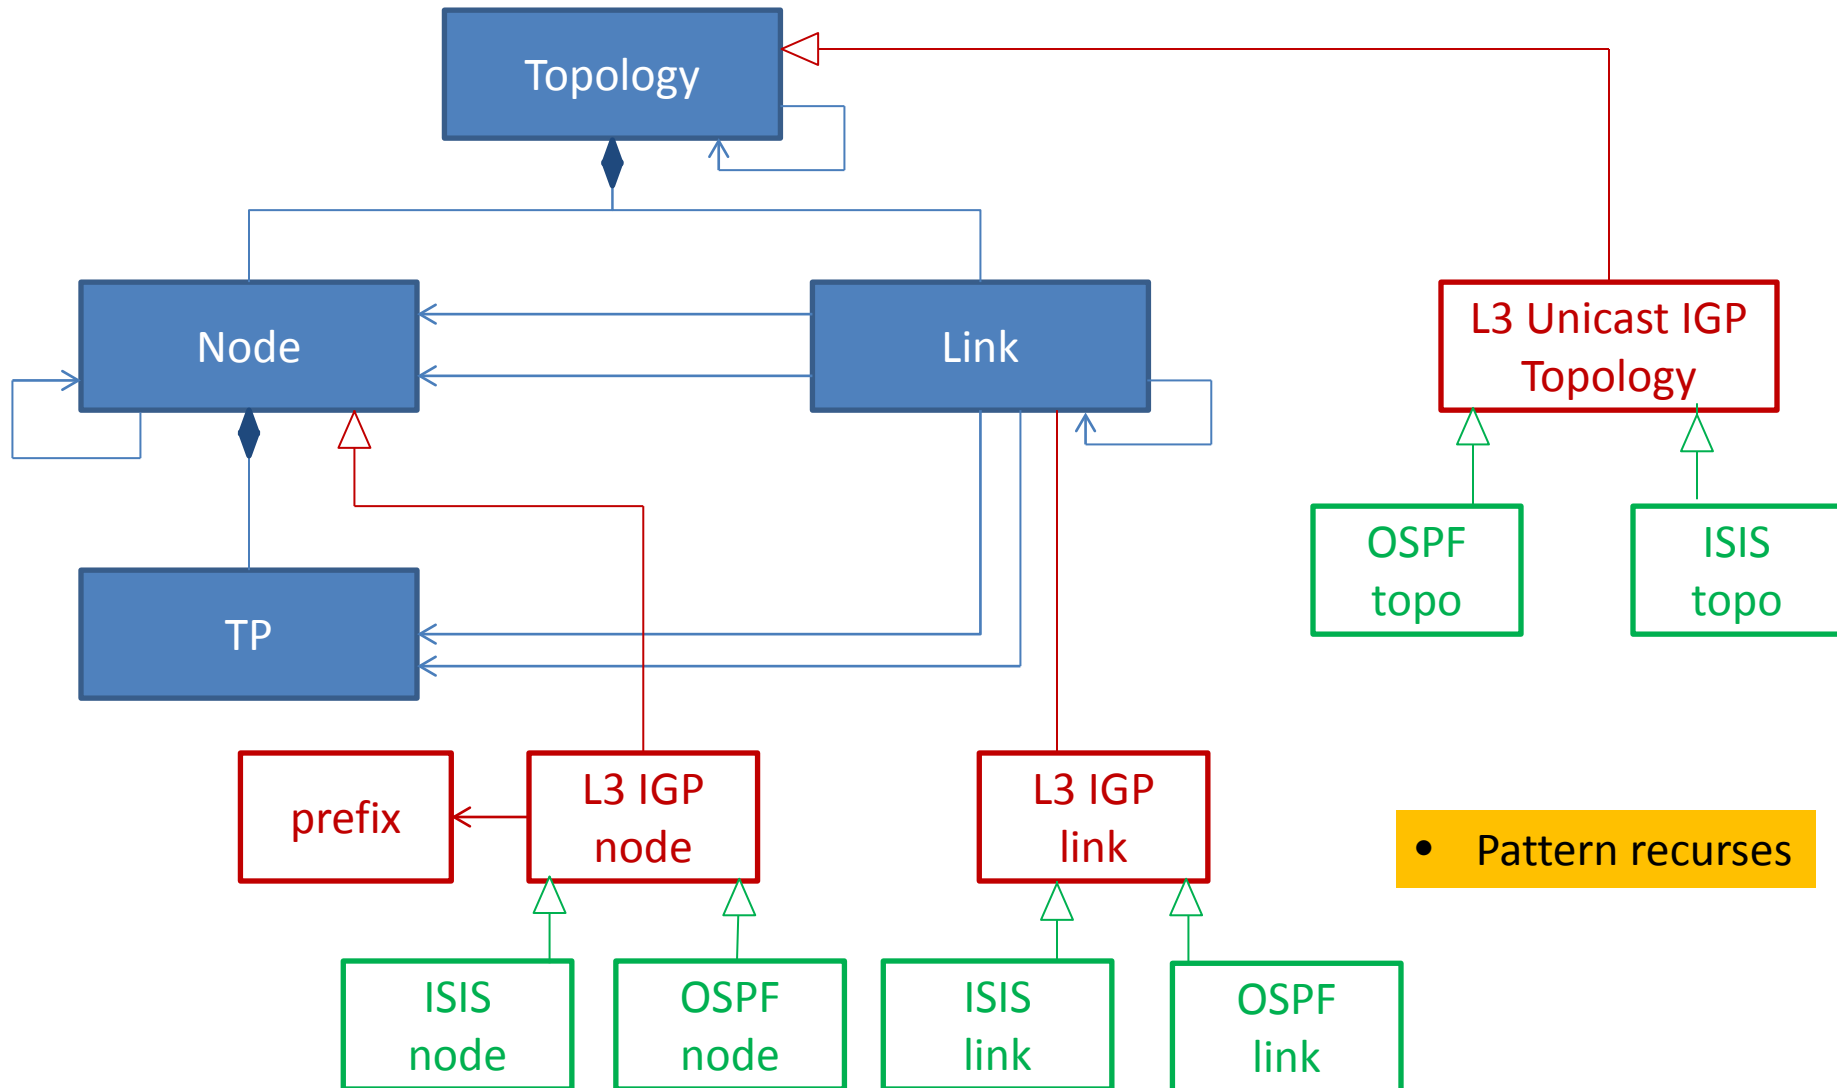 Topology
Node
Link
L3 Unicast IGP
Topology
OSPF
topo
ISIS
topo
TP
prefix
L3 IGP
node
L3 IGP
link
• Pattern recurses
ISIS
node
OSPF
node
ISIS
link
OSPF
link